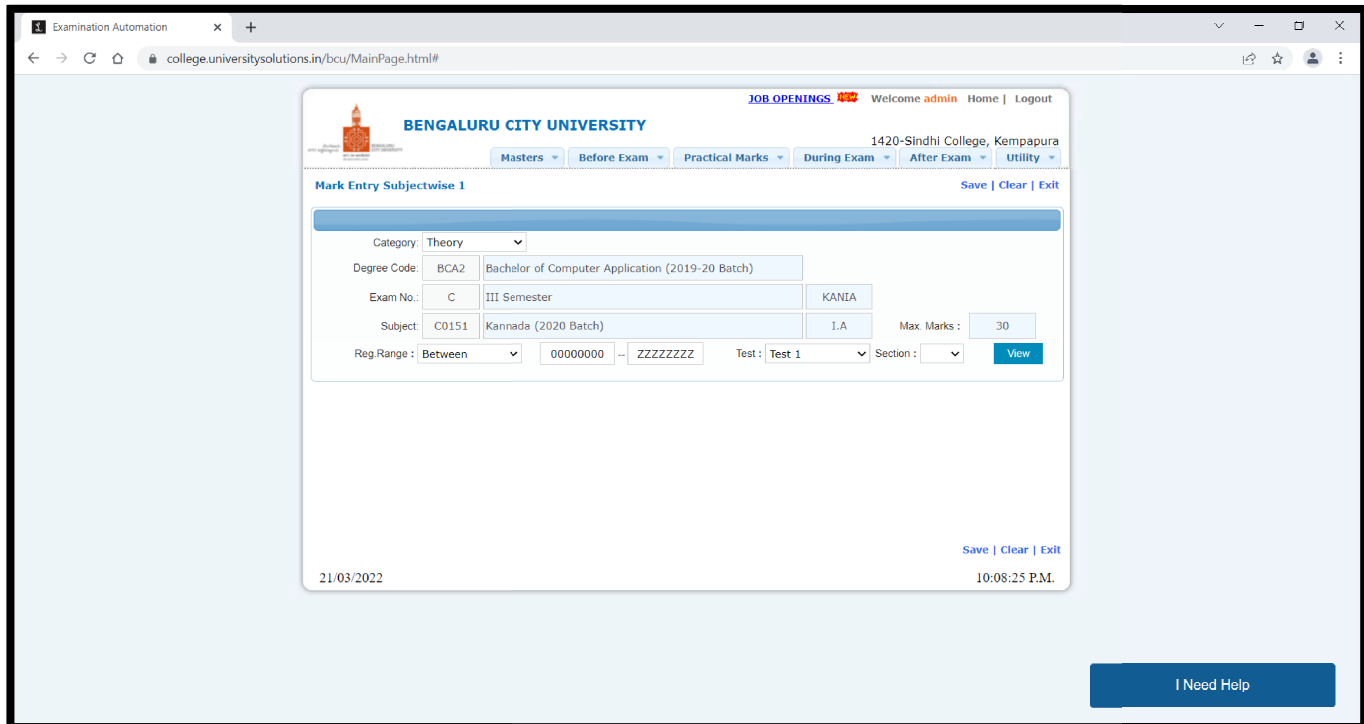 Examination Automation
college.universitysolutions.in/bcu/MainPage.html#
JOB OPENINGS NEW Welcome admin Home | Logout
BENGALURU CITY UNIVERSITY
1420-Sindhi College, Kempapura
Masters Before Exam Practical Marks During Exam After Exam Utility
Mark Entry Subjectwise 1 Save | Clear | Exit
Category: Theory
Degree Code: BCA2 Bachelor of Computer Application (2019-20 Batch)
Exam No.: C III Semester KANIA
Subject: C0151 Kannada (2020 Batch) I.A Max. Marks : 30
Reg.Range : Between 00000000 -- ZZZZZZZZ Test : Test 1 Section : View
Save | Clear | Exit
21/03/2022 10:08:25 P.M.
I Need Help